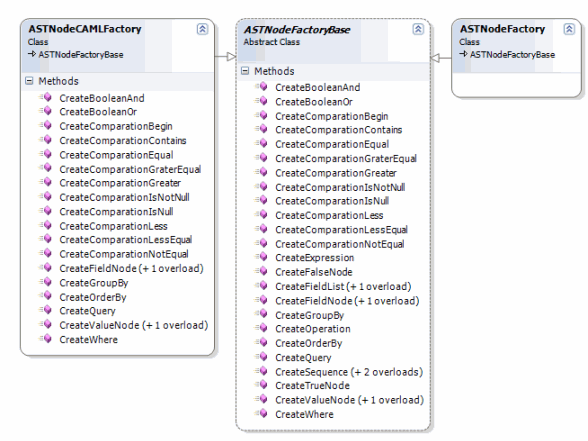 ASTNodeCAMLFactory
Class
ASTNodeFactoryBase
Methods
CreateBooleanAnd
CreateBooleanOr
CreateComparationBegin
CreateComparationContains
CreateComparationEqual
CreateComparationGraterEqual
CreateComparationGreater
CreateComparationIsNotNull
CreateComparationIsNull
CreateComparationLess
CreateComparationLessEqual
CreateComparationNotEqual
CreateFieldNode (+ 1 overload)
CreateGroupBy
CreateOrderBy
CreateQuery
CreateValueNode (+ 1 overload)
CreateWhere
ASTNodeFactoryBase
Abstract Class
Methods
CreateBooleanAnd
CreateBooleanOr
CreateComparationBegin
CreateComparationContains
CreateComparationEqual
CreateComparationGraterEqual
CreateComparationGreater
CreateComparationIsNotNull
CreateComparationIsNull
CreateComparationLess
CreateComparationLessEqual
CreateComparationNotEqual
CreateExpression
CreateFalseNode
CreateFieldList (+ 1 overload)
CreateFieldNode (+ 1 overload)
CreateGroupBy
CreateOperation
CreateOrderBy
CreateQuery
CreateSequence (+ 2 overloads)
CreateTrueNode
CreateValueNode (+ 1 overload)
CreateWhere
ASTNodeFactory
Class
ASTNodeFactoryBase